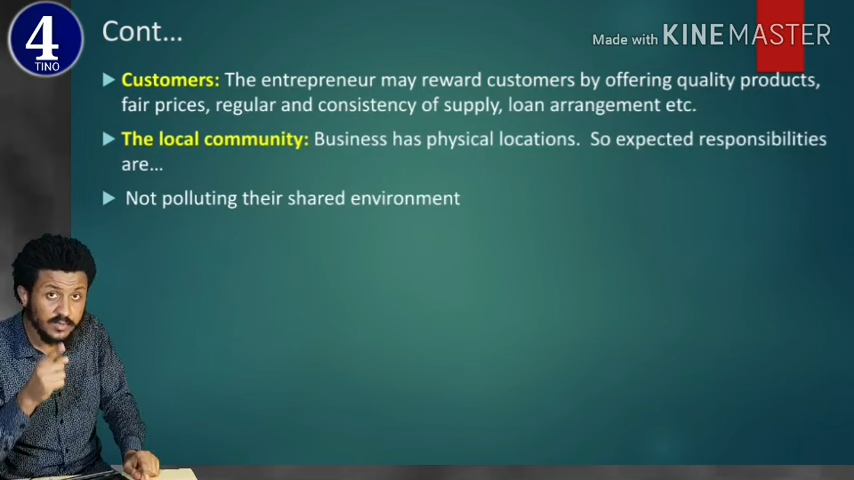 4
TINO
Cont...
Made with KINEMASTER
Customers: The entrepreneur may reward customers by offering quality products,
fair prices, regular and consistency of supply, loan arrangement etc.
The local community: Business has physical locations. So expected responsibilities
are...
Not polluting their shared environment